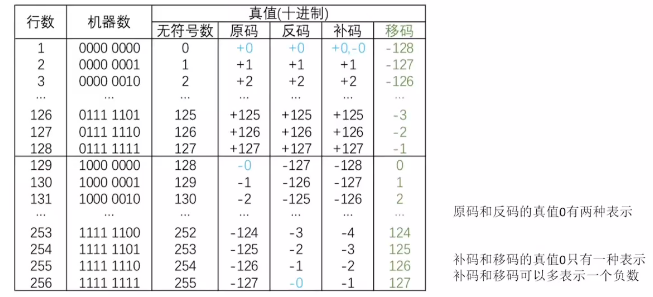 行数 机器数 真值(十进制)
无符号数 原码 反码 补码 移码
1 0000 0000 0 +0 +0 +0,-0 -128
2 0000 0001 1 +1 +1 +1 -127
3 0000 0010 2 +2 +2 +2 -126
... ... ... ... ... ... ...
126 0111 1101 125 +125 +125 +125 -3
127 0111 1110 126 +126 +126 +126 -2
128 0111 1111 127 +127 +127 +127 -1
129 1000 0000 128 -0 -127 -128 0
130 1000 0001 129 -1 -126 -127 1
131 1000 0010 130 -2 -125 -126 2
... ... ... ... ... ... ...
253 1111 1100 252 -124 -3 -4 124
254 1111 1101 253 -125 -2 -3 125
255 1111 1110 254 -126 -1 -2 126
256 1111 1111 255 -127 -0 -1 127
原码和反码的真值0有两种表示
补码和移码的真值0只有一种表示
补码和移码可以多表示一个负数